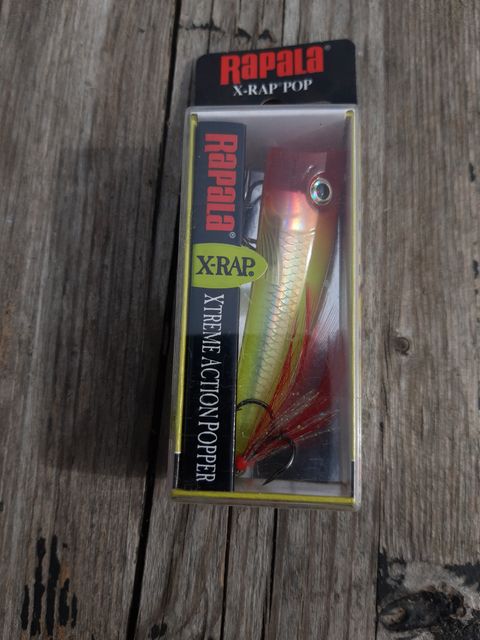 Rapala
X-RAP® POP
Rapala®
X-RAP®
XTREME ACTION POPPER